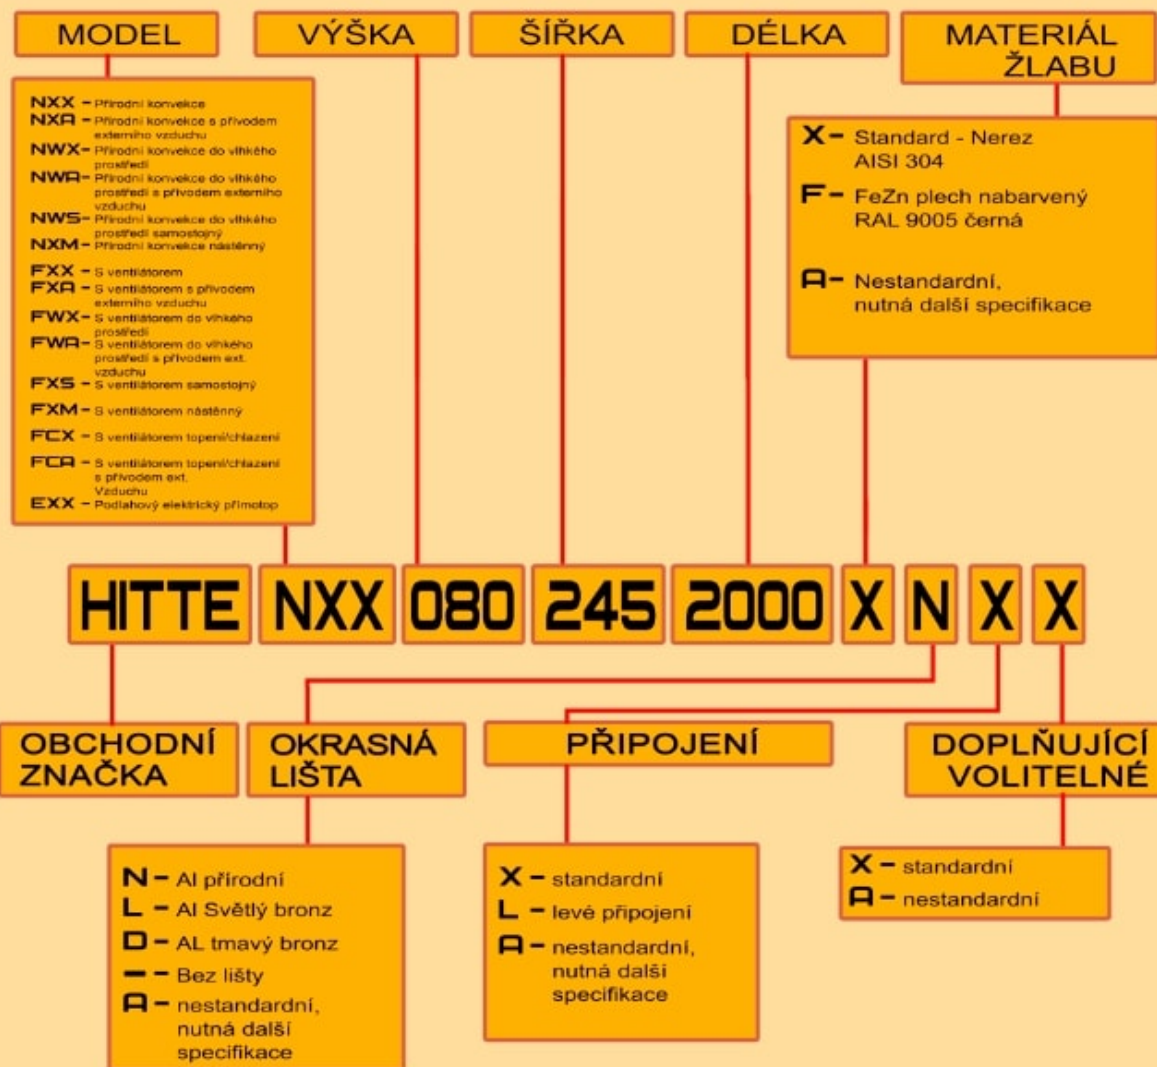 MODEL
VÝŠKA
ŠÍŘKA
DÉLKA
MATERIÁL
ŽLABU
NXX – Přírodní konvekce
NXA – Přírodní konvekce s přívodem
externího vzduchu
NWX– Přírodní konvekce do vlhkého
prostředí
NWA– Přírodní konvekce do vlhkého
prostředí s přívodem externího
vzduchu
NWS– Přírodní konvekce do vlhkého
prostředí samostojný
NXM– Přírodní konvekce nástěnný
FXX – S ventilátorem
FXA – S ventilátorem s přívodem
externího vzduchu
FWX– S ventilátorem do vlhkého
prostředí
FWA– S ventilátorem do vlhkého
prostředí s přívodem ext.
vzduchu
FXS – S ventilátorem samostojný
FXM – S ventilátorem nástěnný
FCX – S ventilátorem topení/chlazení
FCA – S ventilátorem topení/chlazení
s přívodem ext.
Vzduchu
EXX – Podlahový elektrický přímotop
X– Standard - Nerez
AISI 304
F– FeZn plech nabarvený
RAL 9005 černá
A– Nestandardní,
nutná další specifikace
HITTE NXX 080 245 2000 X N X X
OBCHODNÍ
ZNAČKA
OKRASNÁ
LIŠTA
PŘIPOJENÍ
DOPLŇUJÍCÍ
VOLITELNÉ
N – Al přírodní
L – Al Světlý bronz
D – AL tmavý bronz
– – Bez lišty
A – nestandardní,
nutná další
specifikace
X – standardní
L – levé připojení
A – nestandardní,
nutná další
specifikace
X – standardní
A – nestandardní